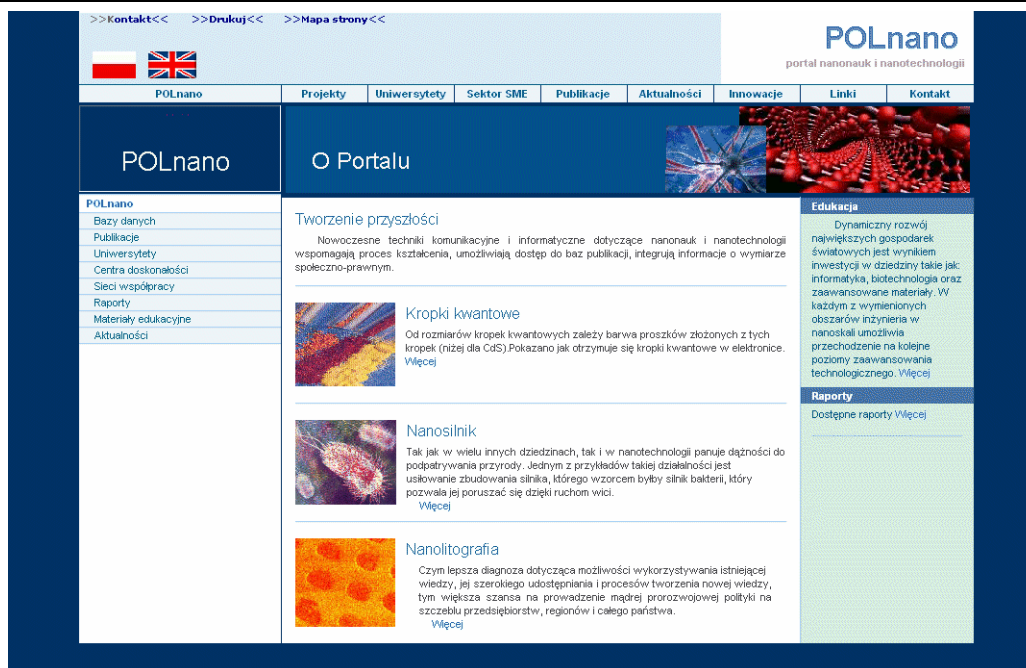 >>Kontakt<< >>Drukuj<< >>Mapa strony<<
POLnano
portal nanonauk i nanotechnologii
POLnano Projekty Uniwersytety Sektor SME Publikacje Aktualności Innowacje Linki Kontakt
POLnano
O Portalu
POLnano
Bazy danych
Publikacje
Uniwersytety
Centra doskonałości
Sieci współpracy
Raporty
Materiały edukacyjne
Aktualności
Tworzenie przyszłości
Nowoczesne techniki komunikacyjne i informatyczne dotyczące nanonauk i nanotechnologii
wspomagają proces kształcenia, umożliwiają dostęp do baz publikacji, integrują informacje o wymiarze
społeczno-prawnym.
Kropki kwantowe
Od rozmiarów kropek kwantowych zależy barwa proszków złożonych z tych
kropek (niżej dla CdS).Pokazano jak otrzymuje się kropki kwantowe w elektronice.
Więcej
Nanosilnik
Tak jak w wielu innych dziedzinach, tak i w nanotechnologii panuje dążności do
podpatrywania przyrody. Jednym z przykładów takiej działalności jest
usiłowanie zbudowania silnika, którego wzorcem byłby silnik bakterii, który
pozwala jej poruszać się dzięki ruchom wici.
Więcej
Nanolitografia
Czym lepsza diagnoza dotycząca możliwości wykorzystywania istniejącej
wiedzy, jej szerokiego udostępniania i procesów tworzenia nowej wiedzy,
tym większa szansa na prowadzenie mądrej prorozwojowej polityki na
szczeblu przedsiębiorstw, regionów i całego państwa.
Więcej
Edukacja
Dynamiczny rozwój
największych gospodarek
światowych jest wynikiem
inwestycji w dziedziny takie jak:
informatyka, biotechnologia oraz
zaawansowane materiały. W
każdym z wymienionych
obszarów inżynieria w
nanoskali umożliwia
przechodzenie na kolejne
poziomy zaawansowania
technologicznego. Więcej
Raporty
Dostępne raporty Więcej